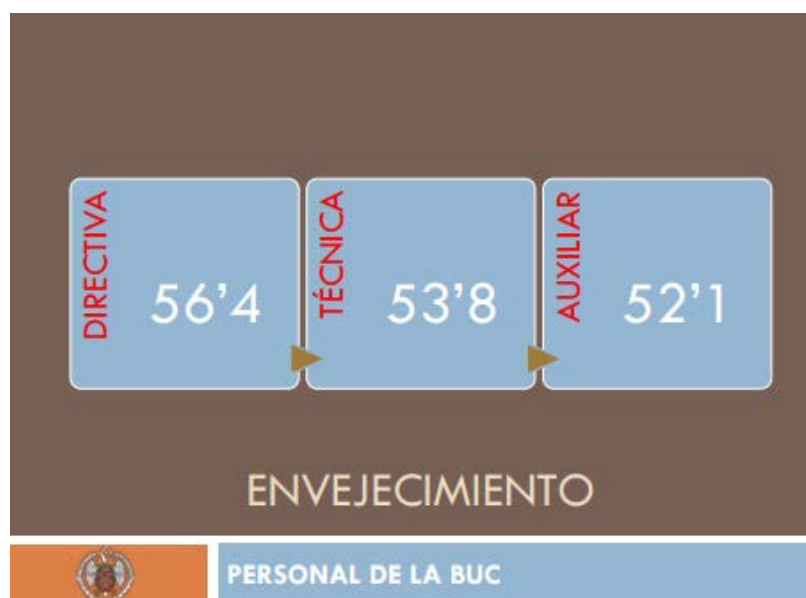 DIRECTIVA
56’4
TÉCNICA
53’8
AUXILIAR
52’1
ENVEJECIMIENTO
PERSONAL DE LA BUC